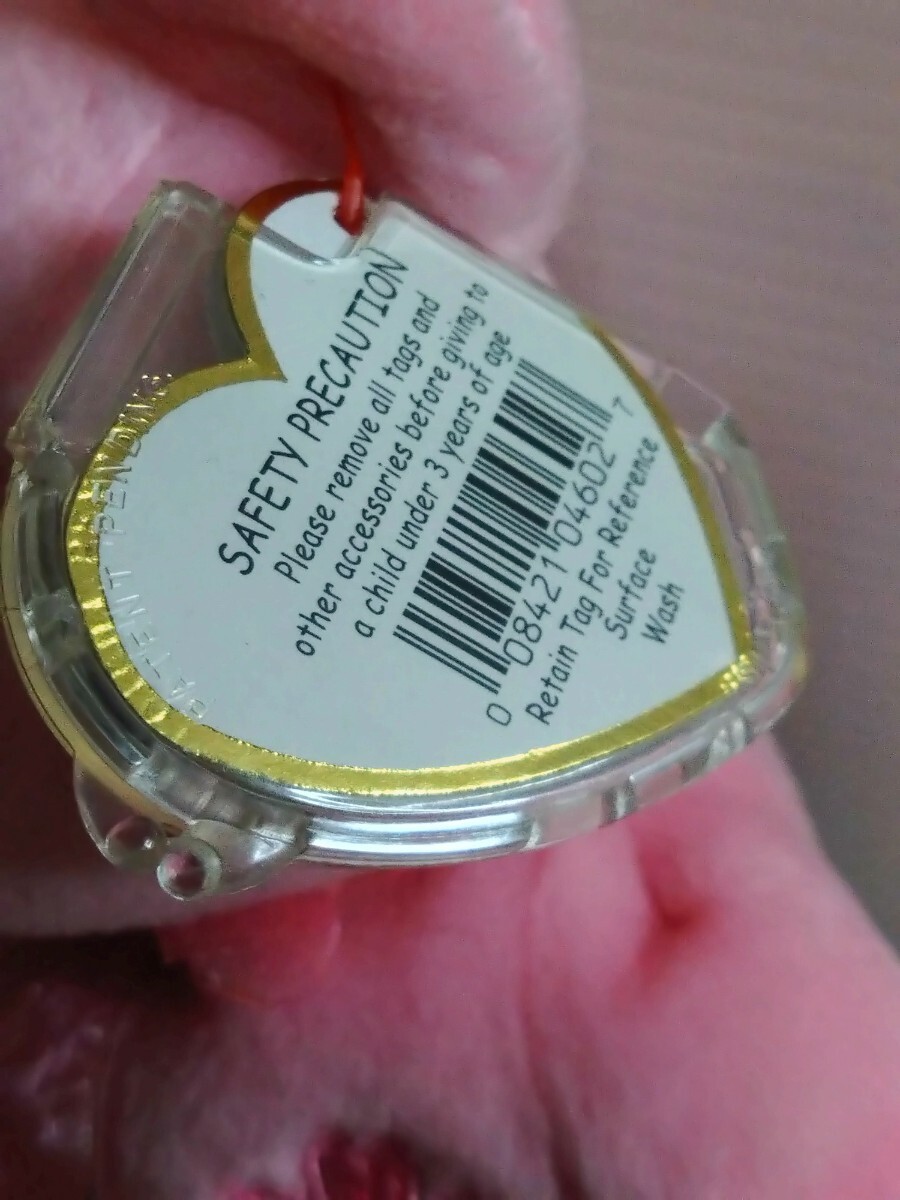 SAFETY PRECAUTION
Please remove all tags and
other accessories before giving to
a child under 3 years of age
0 08421 04602 7
Retain Tag For Reference
Surface
Wash
PATENT PENDING